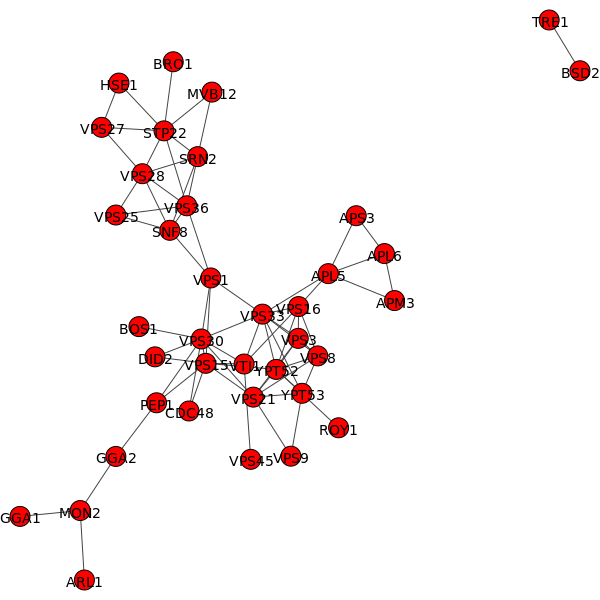 TRE1
BRO1
BSD2
HSE1
MVB12
VPS27
STP22
SRN2
VPS28
VPS36
VPS25
APS3
SNF8
APL6
APL5
VPS1
APM3
VPS16
VPS33
BOS1
VPS30
VPS3
DID2
VPS8
VPS15
VTI1
YPT52
VPS21
YPT53
PEP1
CDC48
ROY1
GGA2
VPS45
VPS9
GGA1
MON2
ARL1